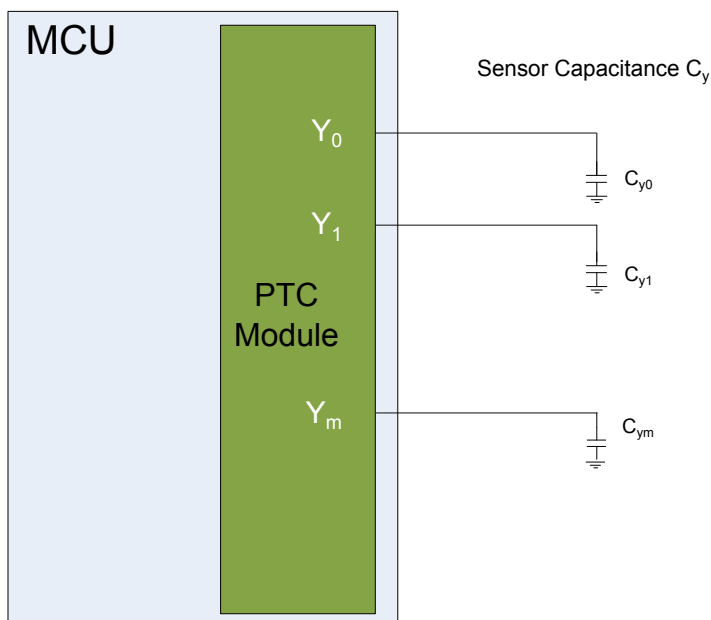 MCU
Sensor Capacitance Cy
Y0
Cy0
Y1
Cy1
PTC
Module
Ym
Cym